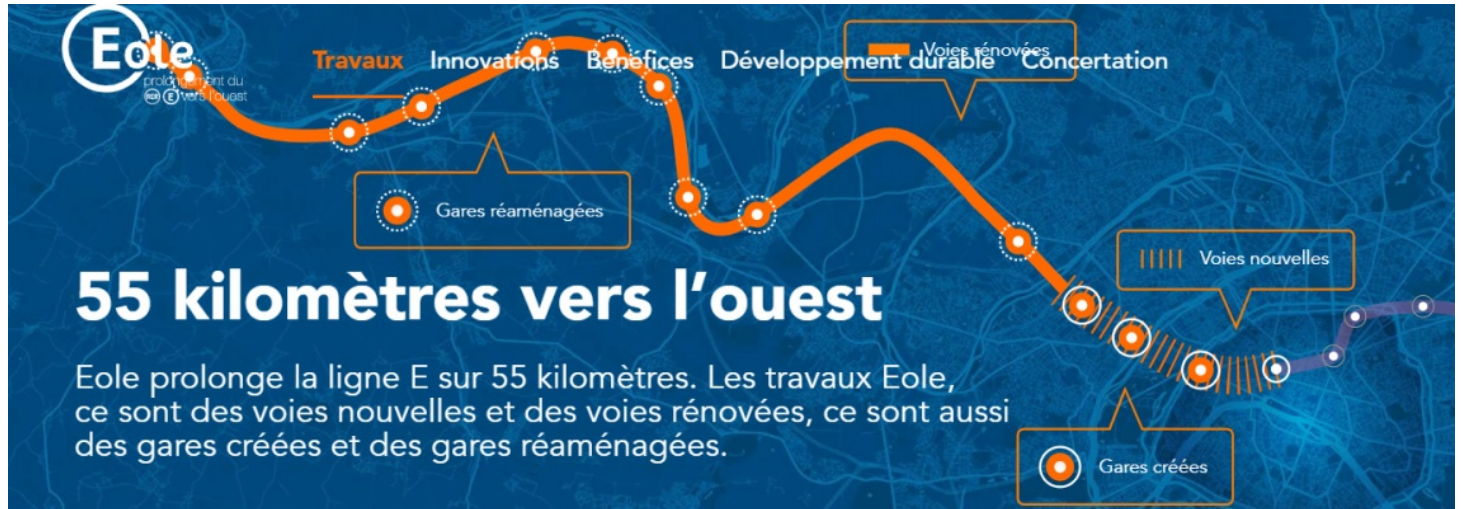 Eole
prolongement du
RER E vers l'ouest
Travaux Innovations Bénéfices Développement durable Concertation
Voies rénovées
Gares réaménagées
Voies nouvelles
55 kilomètres vers l'ouest
Eole prolonge la ligne E sur 55 kilomètres. Les travaux Eole,
ce sont des voies nouvelles et des voies rénovées, ce sont aussi
des gares créées et des gares réaménagées.
Gares créées